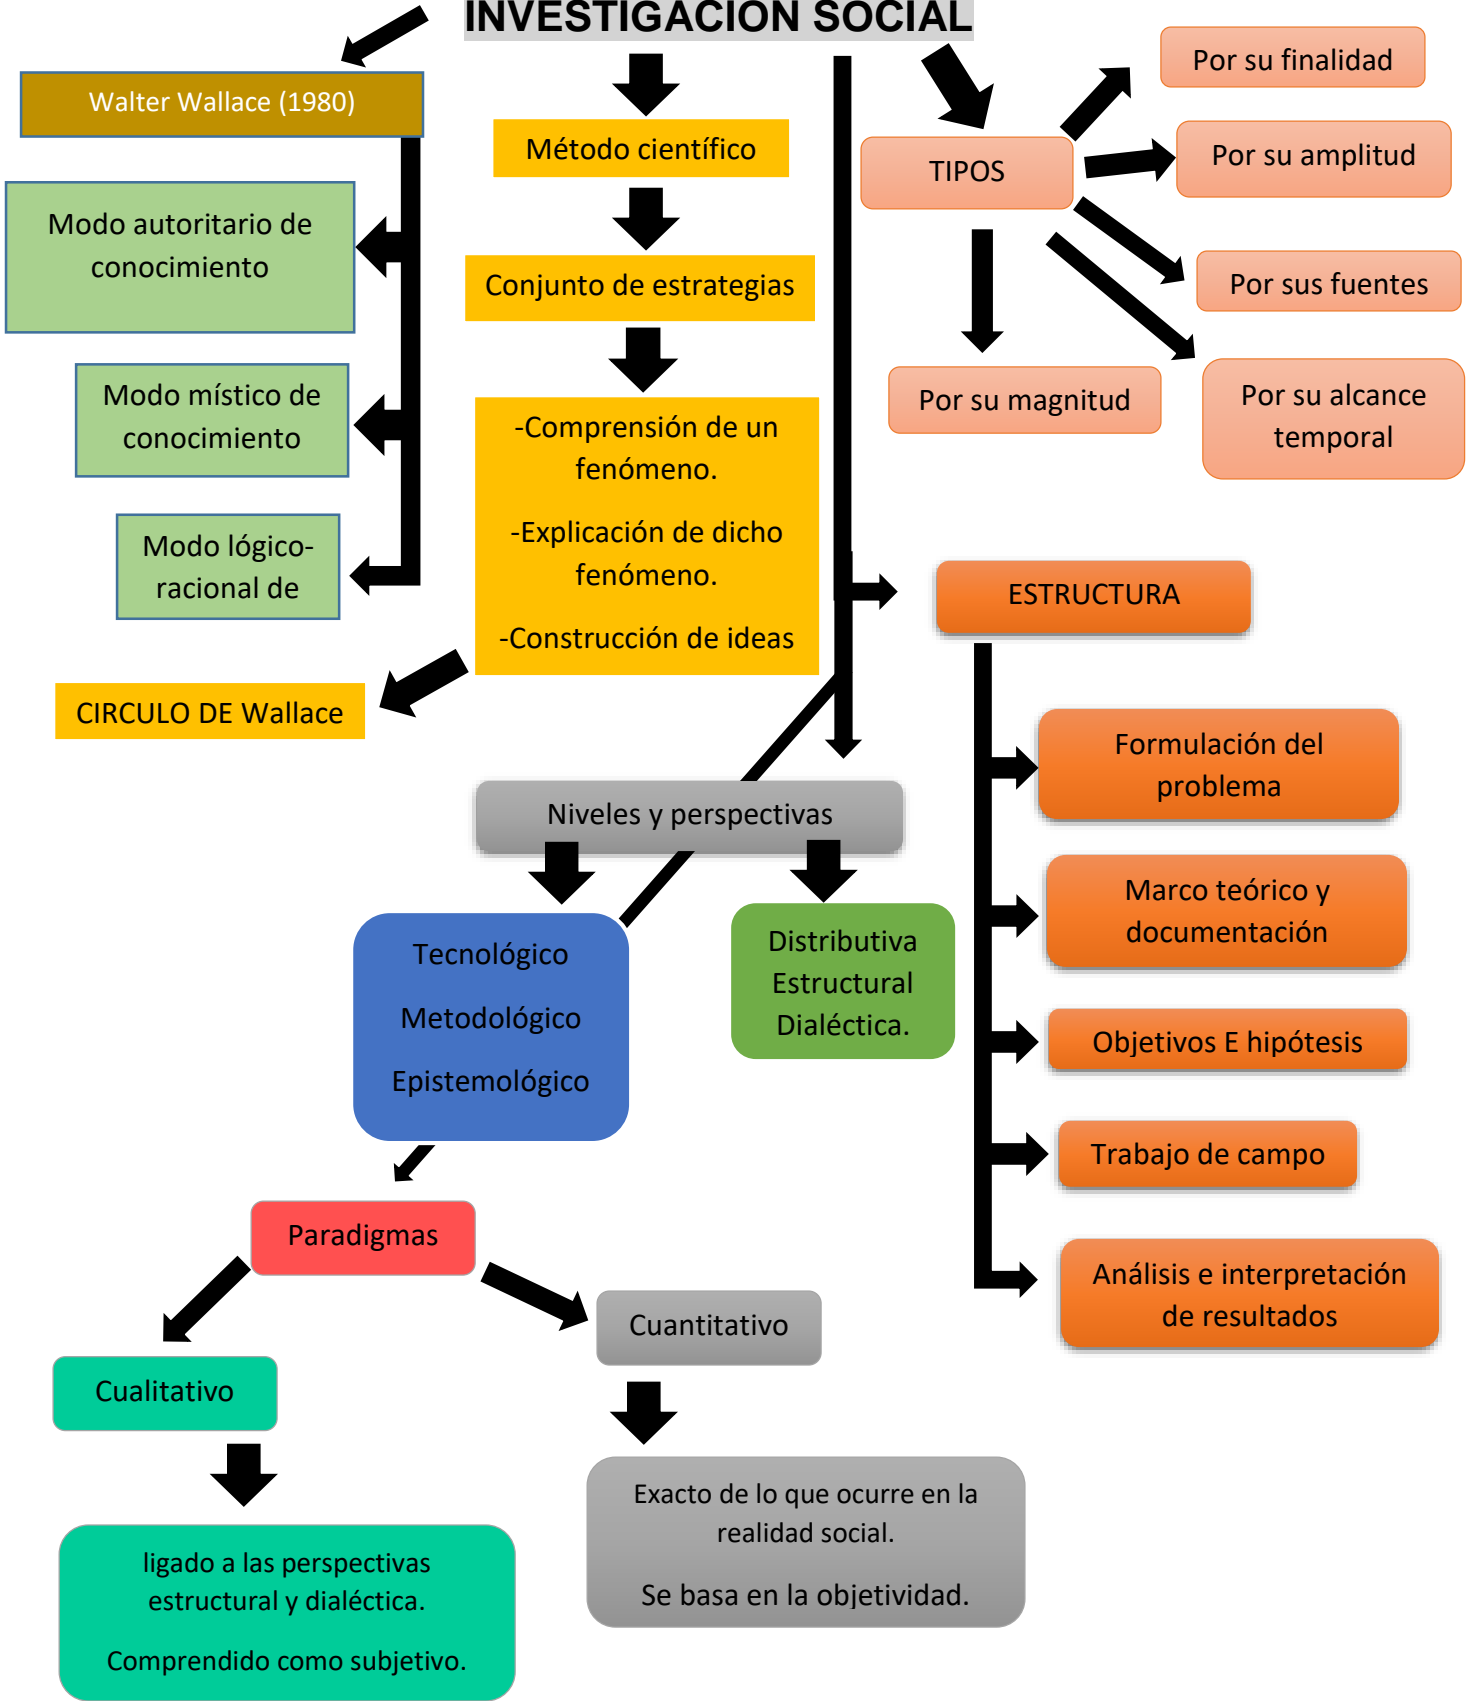 INVESTIGACIÓN SOCIAL
Walter Wallace (1980)
Modo autoritario de
conocimiento
Modo místico de
conocimiento
Modo lógico-
racional de
Método científico
Conjunto de estrategias
-Comprensión de un
fenómeno.
-Explicación de dicho
fenómeno.
-Construcción de ideas
CIRCULO DE Wallace
TIPOS
Por su finalidad
Por su amplitud
Por sus fuentes
Por su alcance
temporal
Por su magnitud
ESTRUCTURA
Formulación del
problema
Marco teórico y
documentación
Objetivos E hipótesis
Trabajo de campo
Análisis e interpretación
de resultados
Niveles y perspectivas
Tecnológico
Metodológico
Epistemológico
Distributiva
Estructural
Dialéctica.
Paradigmas
Cualitativo
ligado a las perspectivas
estructural y dialéctica.
Comprendido como subjetivo.
Cuantitativo
Exacto de lo que ocurre en la
realidad social.
Se basa en la objetividad.